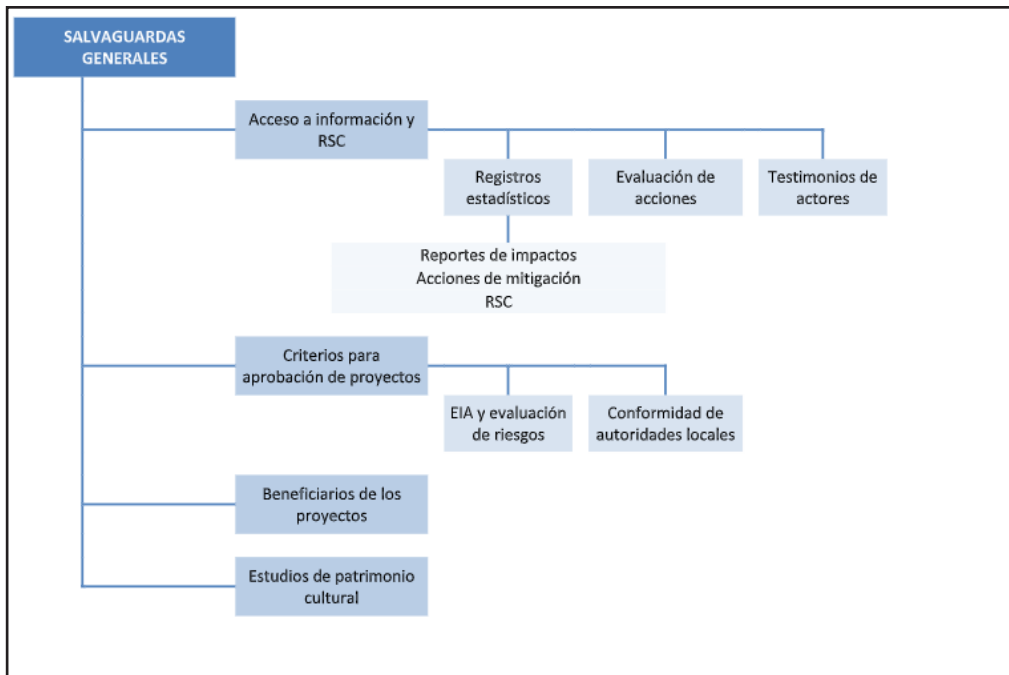 SALVAGUARDAS
GENERALES
Acceso a información y
RSC
Registros
estadísticos
Evaluación de
acciones
Testimonios de
actores
Reportes de impactos
Acciones de mitigación
RSC
Criterios para
aprobación de proyectos
EIA y evaluación
de riesgos
Conformidad de
autoridades locales
Beneficiarios de los
proyectos
Estudios de patrimonio
cultural